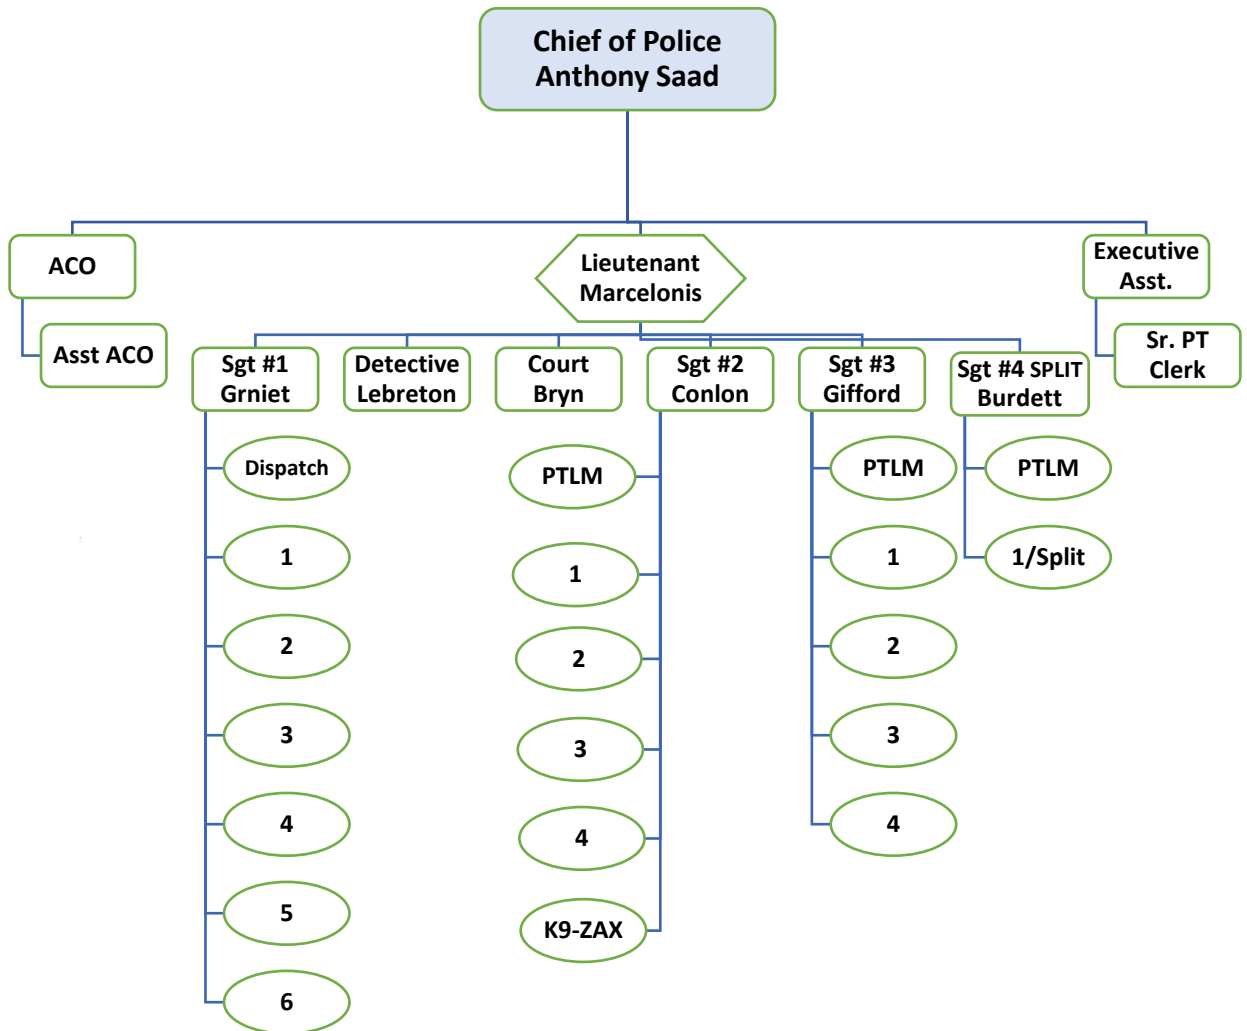 Chief of Police
Anthony Saad
ACO
Lieutenant
Marcelonis
Executive
Asst.
Asst ACO
Sr. PT
Clerk
Sgt #1
Grniet
Detective
Lebreton
Court
Bryn
Sgt #2
Conlon
Sgt #3
Gifford
Sgt #4 SPLIT
Burdett
Dispatch
1
2
3
4
5
6
PTLM
1
2
3
4
K9-ZAX
PTLM
1
2
3
4
PTLM
1/Split